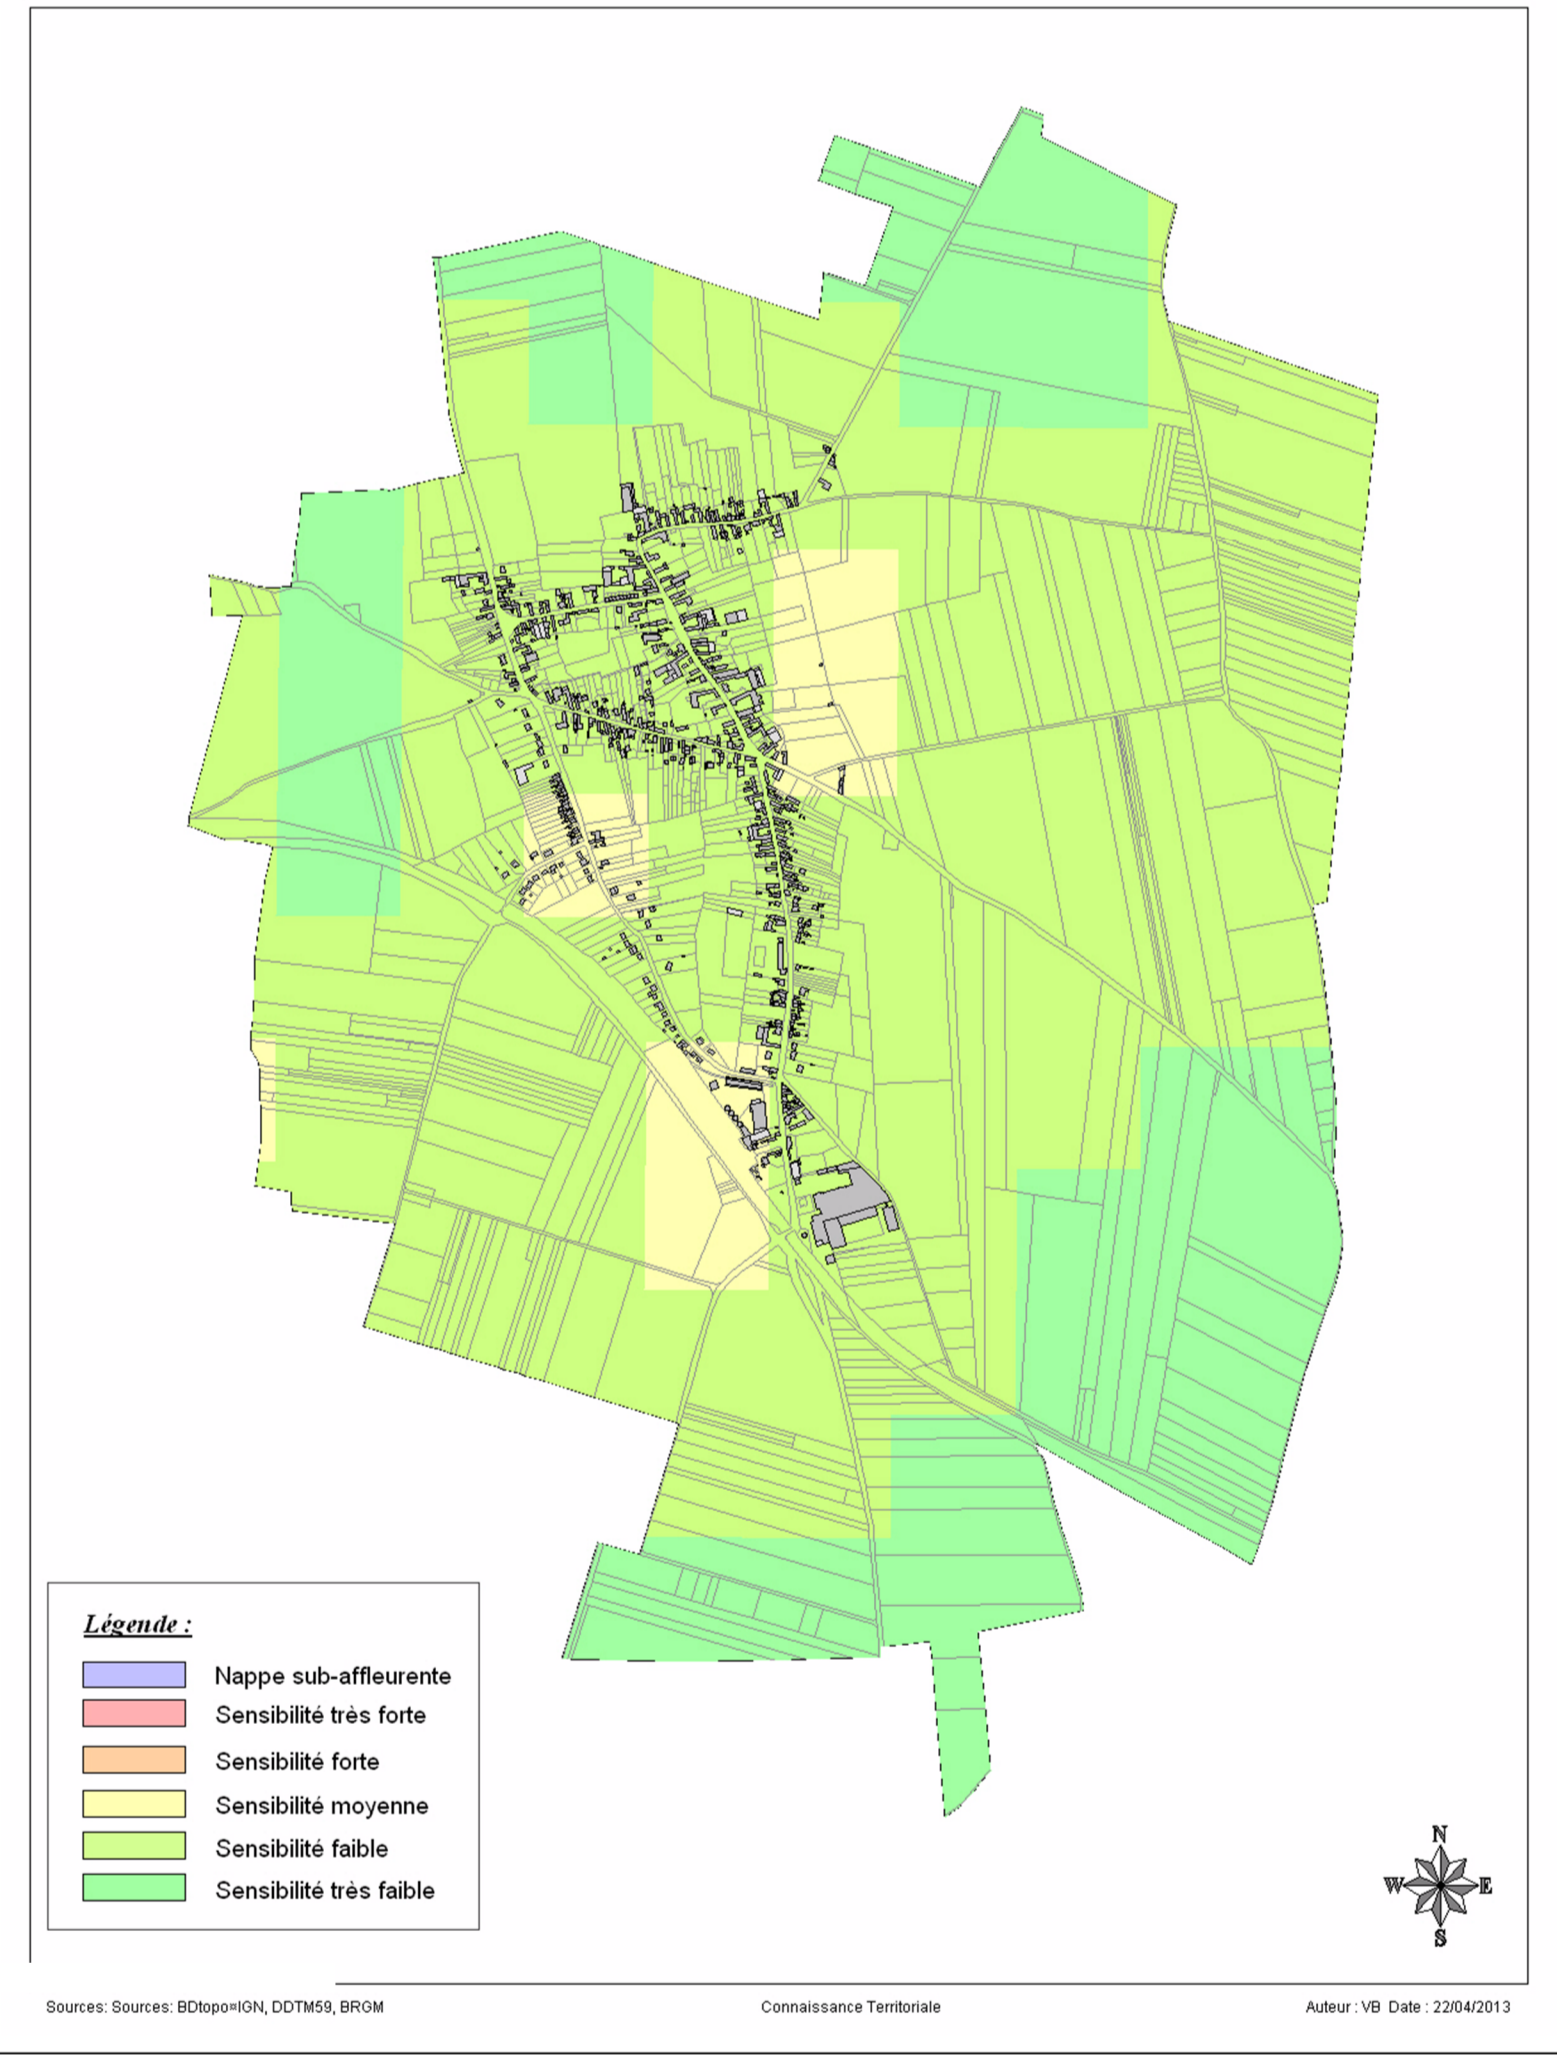 Légende :
Nappe sub-affleurente
Sensibilité très forte
Sensibilité forte
Sensibilité moyenne
Sensibilité faible
Sensibilité très faible
N
W E
S
Sources: Sources: BDtopo¤IGN, DDTM59, BRGM Connaissance Territoriale Auteur : VB Date : 22/04/2013